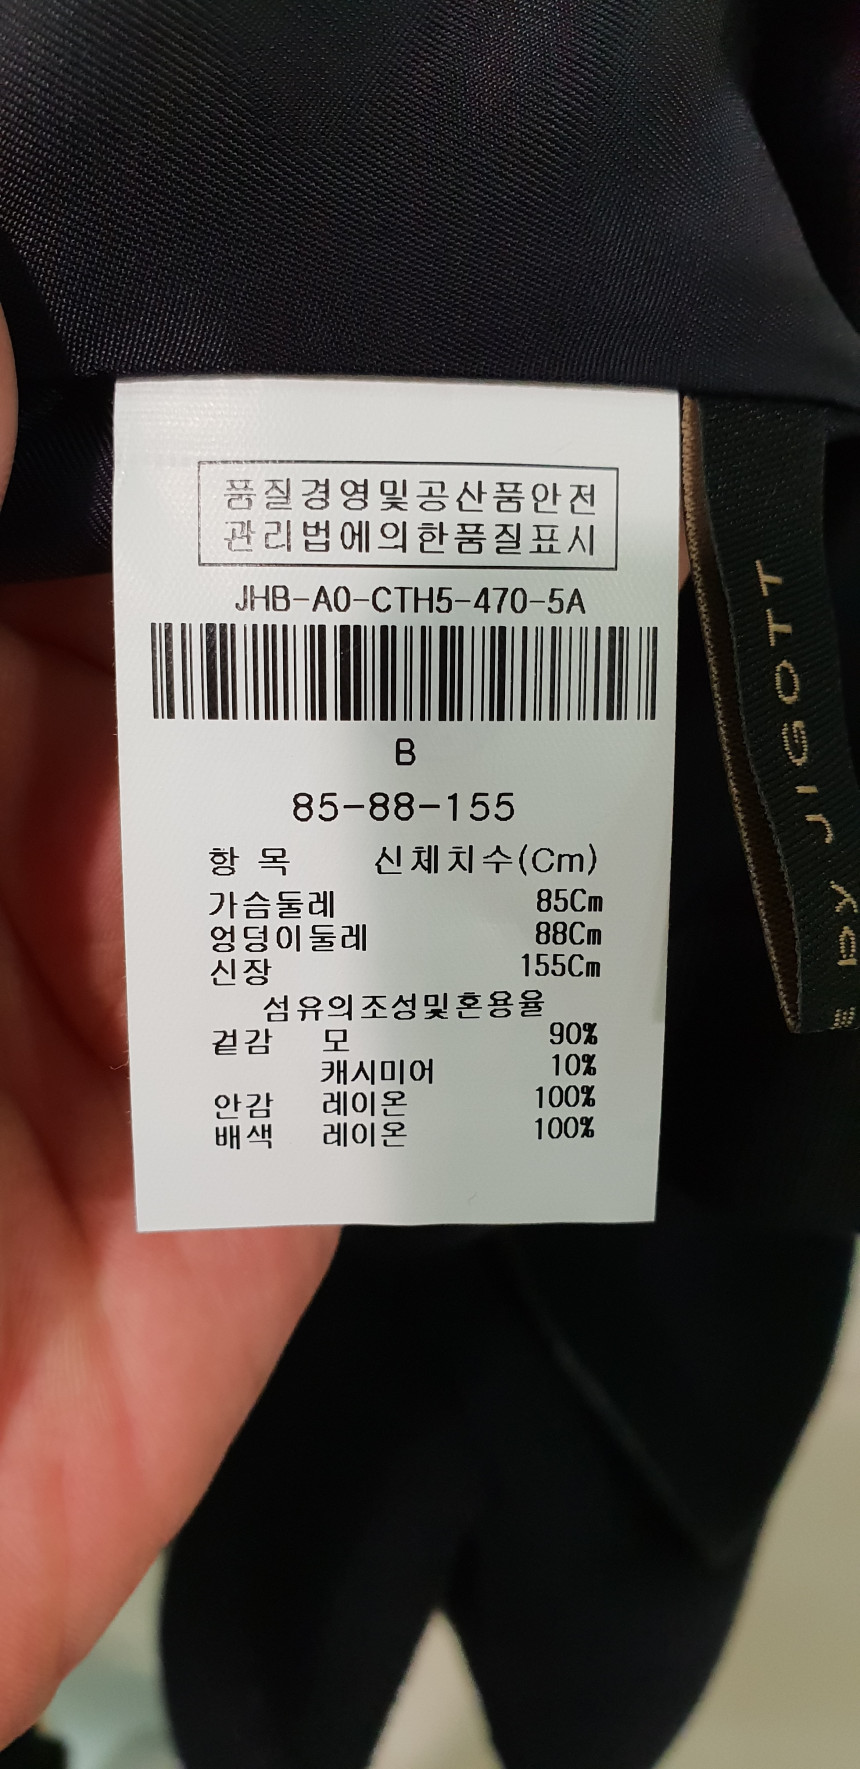 품질경영및공산품안전
관리법에의한품질표시
JHB-A0-CTH5-470-5A
B
85-88-155
항 목 신체치수(Cm)
가슴둘레 85Cm
엉덩이둘레 88Cm
신장 155Cm
섬유의조성및혼용율
겉감 모 90%
캐시미어 10%
안감 레이온 100%
배색 레이온 100%
BY JIGOTT